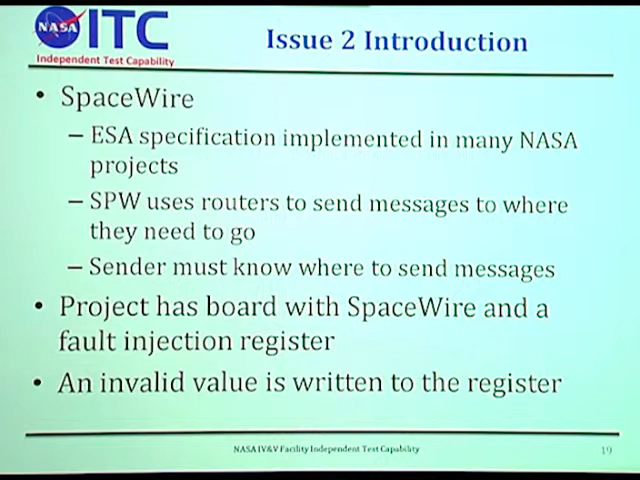 NASA
ITC
Independent Test Capability
Issue 2 Introduction
• SpaceWire
– ESA specification implemented in many NASA
projects
– SPW uses routers to send messages to where
they need to go
– Sender must know where to send messages
• Project has board with SpaceWire and a
fault injection register
• An invalid value is written to the register
NASA IV&V Facility Independent Test Capability
19